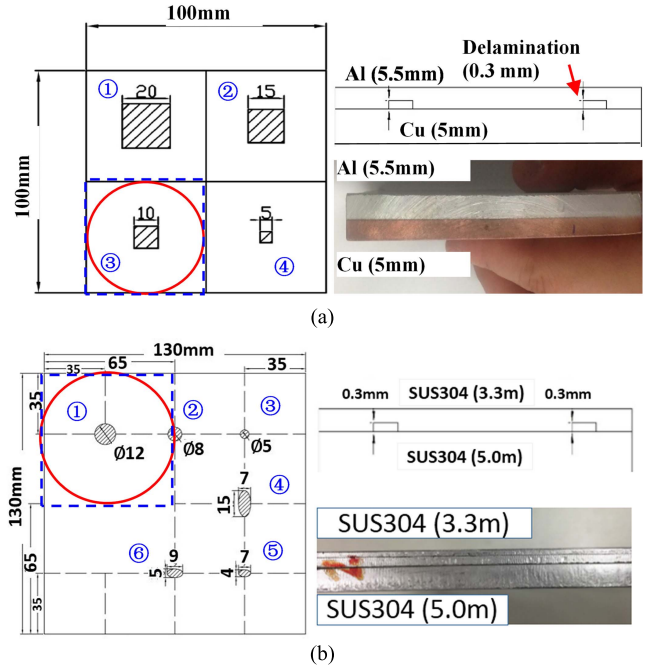 100mm
100mm
①
20
②
15
③
10
5
④
Delamination
(0.3 mm)
Al (5.5mm)
Cu (5mm)
Al (5.5mm)
Cu (5mm)
(a)
130mm
65
35
35
130mm
35
65
35
①
②
③
Ø12
Ø8
Ø5
④
7
15
⑥
9
5
⑤
7
4
0.3mm
SUS304 (3.3m)
0.3mm
SUS304 (5.0m)
SUS304 (3.3m)
SUS304 (5.0m)
(b)